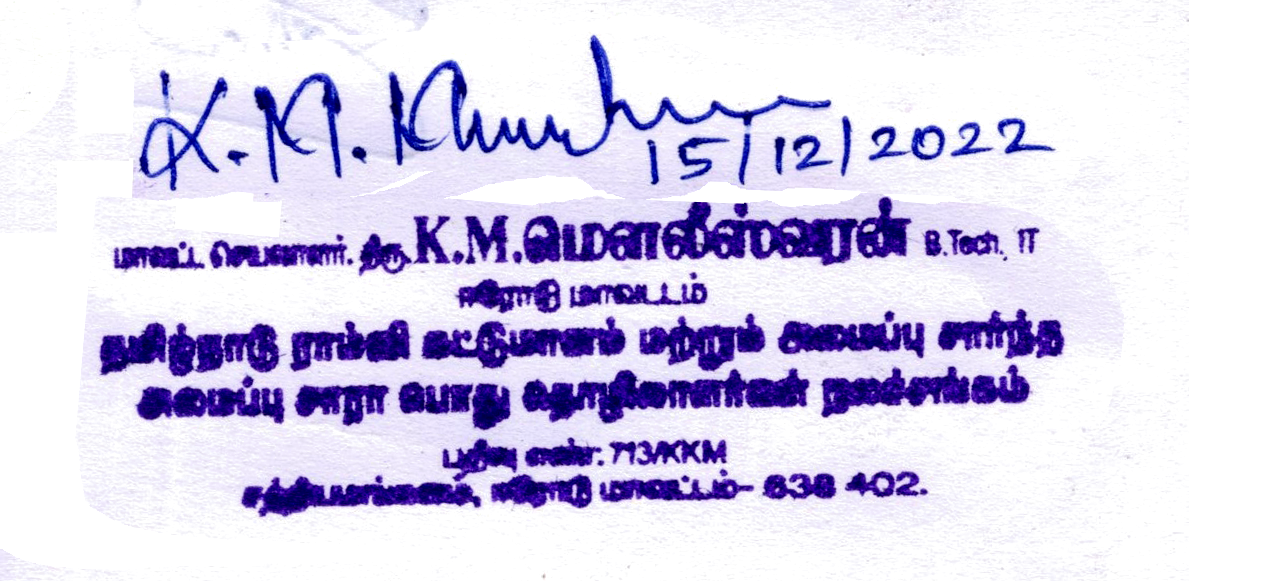 K. M. 15/12/2022
மாவட்ட செயலாளர். திரு. K.M.மௌலீஸ்வரன் B.Tech., IT
ஈரோடு மாவட்டம்
தமிழ்நாடு ராம்ஜி கட்டுமானம் மற்றும் அமைப்பு சார்ந்த
அமைப்பு சாரா பொது தொழிலாளர்கள் நலச்சங்கம்
பதிவு எண்: 713/KKM
சத்தியமங்கலம், ஈரோடு மாவட்டம்- 638 402.